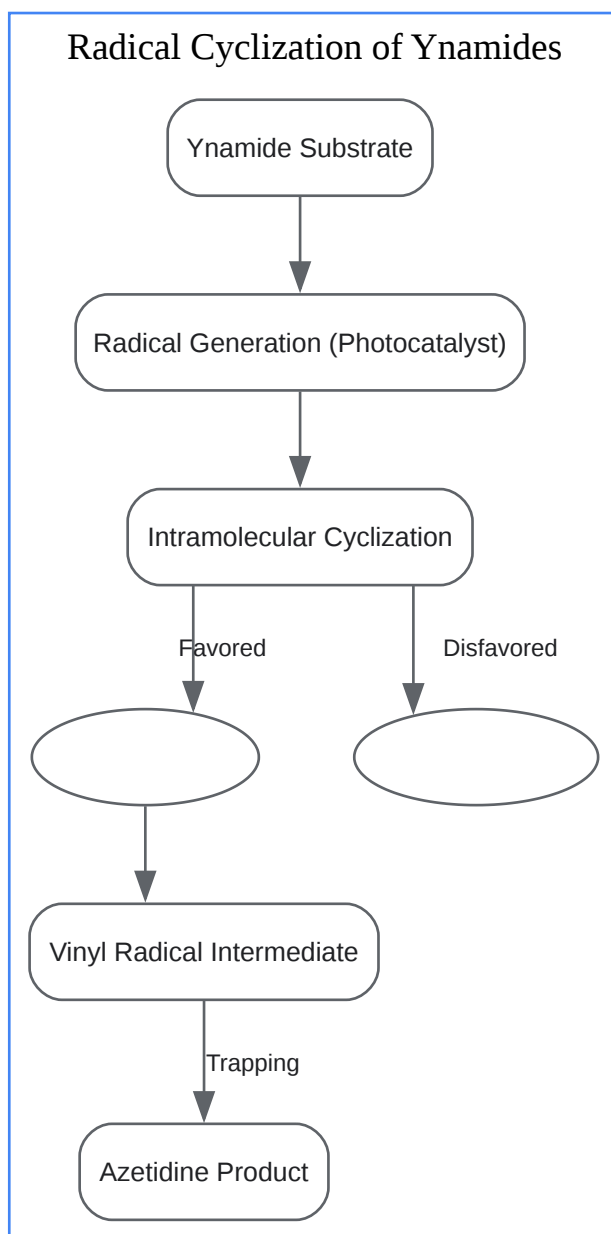 Radical Cyclization of Ynamides
Ynamide Substrate
Radical Generation (Photocatalyst)
Intramolecular Cyclization
Favored
Disfavored
Vinyl Radical Intermediate
Trapping
Azetidine Product